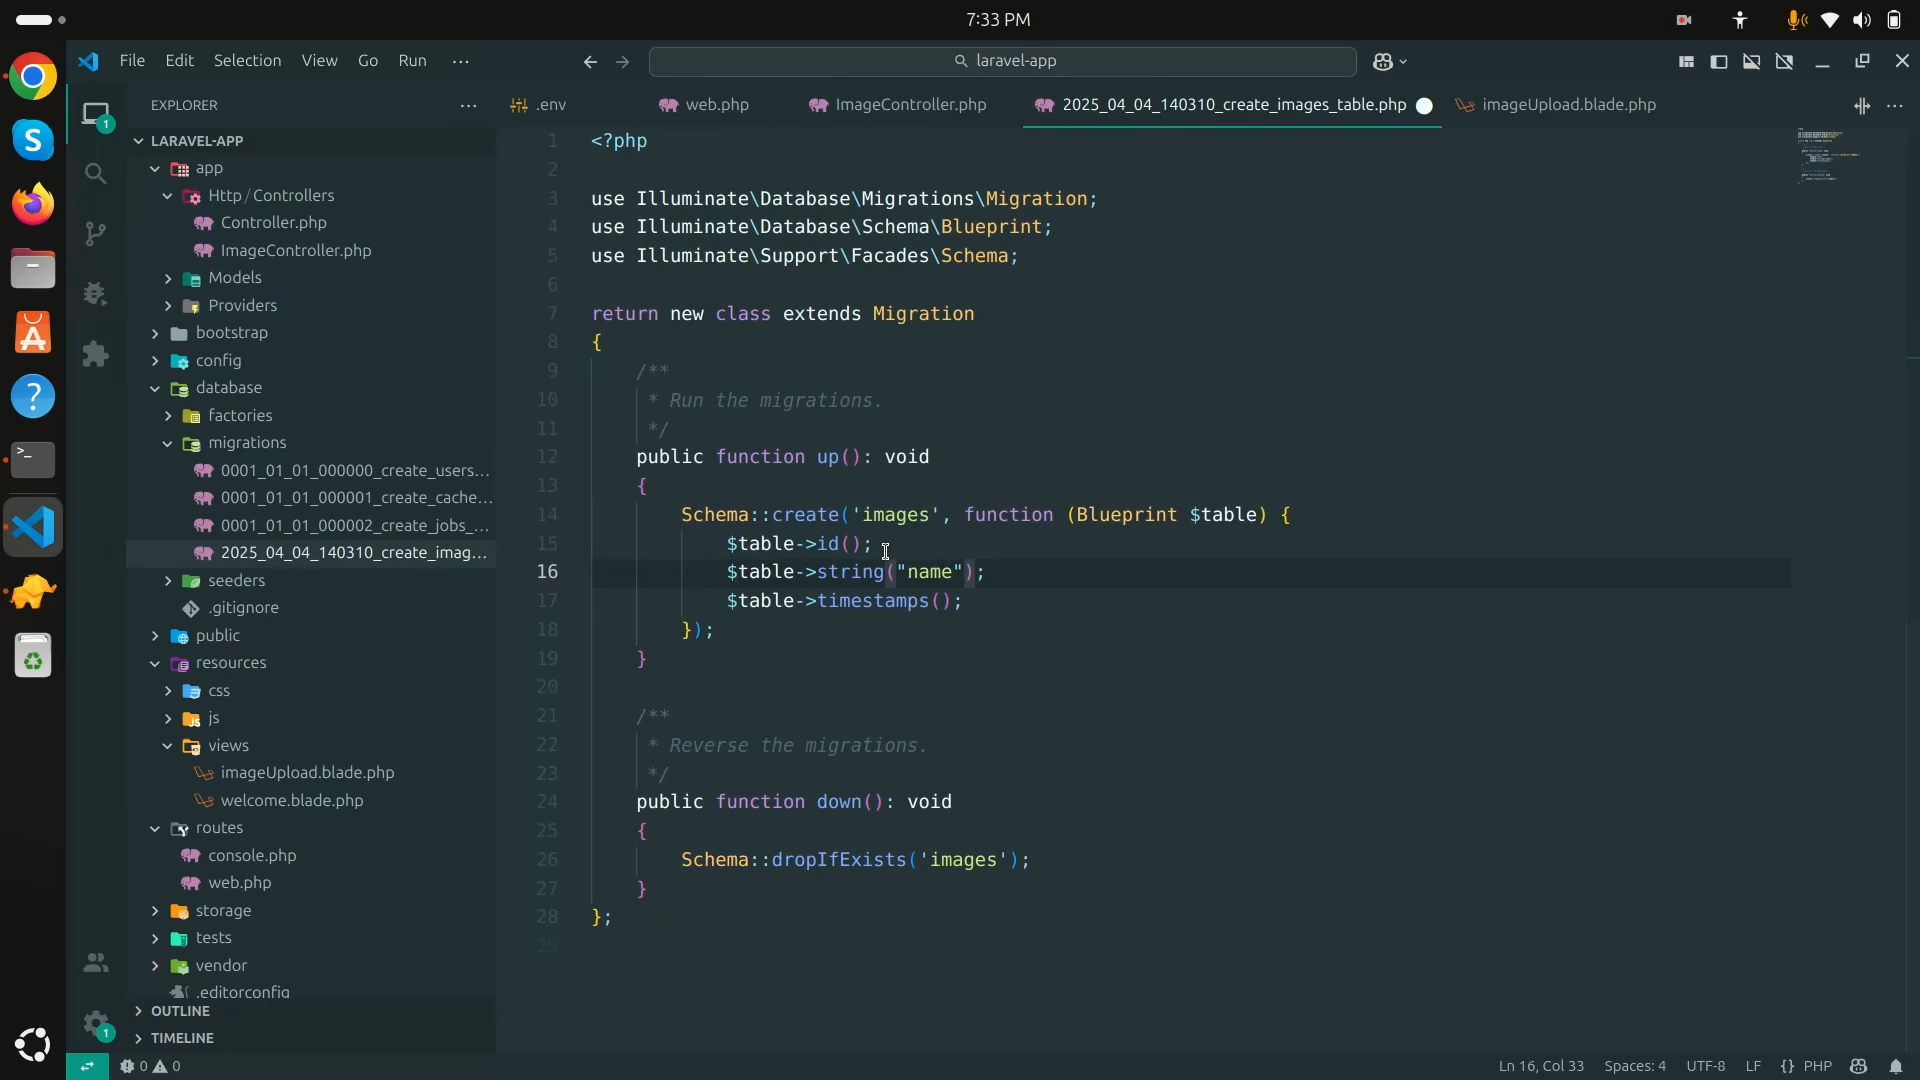 7:33 PM
File Edit Selection View Go Run ···
laravel-app
EXPLORER ···
.env
web.php
ImageController.php
2025_04_04_140310_create_images_table.php
imageUpload.blade.php
LARAVEL-APP
app
Http/Controllers
Controller.php
ImageController.php
Models
Providers
bootstrap
config
database
factories
migrations
0001_01_01_000000_create_users...
0001_01_01_000001_create_cache...
0001_01_01_000002_create_jobs_...
2025_04_04_140310_create_imag...
seeders
.gitignore
public
resources
css
js
views
imageUpload.blade.php
welcome.blade.php
routes
console.php
web.php
storage
tests
vendor
.editorconfig
OUTLINE
TIMELINE
1 <?php
2
3 use Illuminate\Database\Migrations\Migration;
4 use Illuminate\Database\Schema\Blueprint;
5 use Illuminate\Support\Facades\Schema;
6
7 return new class extends Migration
8 {
9 /**
10 * Run the migrations.
11 */
12 public function up(): void
13 {
14 Schema::create('images', function (Blueprint $table) {
15 $table->id();
16 $table->string("name");
17 $table->timestamps();
18 });
19 }
20
21 /**
22 * Reverse the migrations.
23 */
24 public function down(): void
25 {
26 Schema::dropIfExists('images');
27 }
28 };
29
1
1
0 0
Ln 16, Col 33 Spaces: 4 UTF-8 LF {} PHP